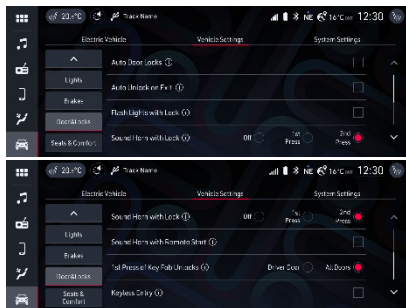 20.5°C Track Name NE 16°C 12:30
Electric Vehicle Vehicle Settings System Settings
Auto Door Locks
Lights
Auto Unlock on Exit
Brakes
Flash Lights with Lock
Door&Locks
Seats & Comfort
Sound Horn with Lock Off 1st Press 2nd Press
Track Name NE 16°C 12:30
Electric Vehicle Vehicle Settings System Settings
Sound Horn with Lock Off 1st Press 2nd Press
Lights
Sound Horn with Remote Start
Brakes
1st Press of Key Fob Unlocks Driver Door All Doors
Door&Locks
Seats & Comfort
Keyless Entry